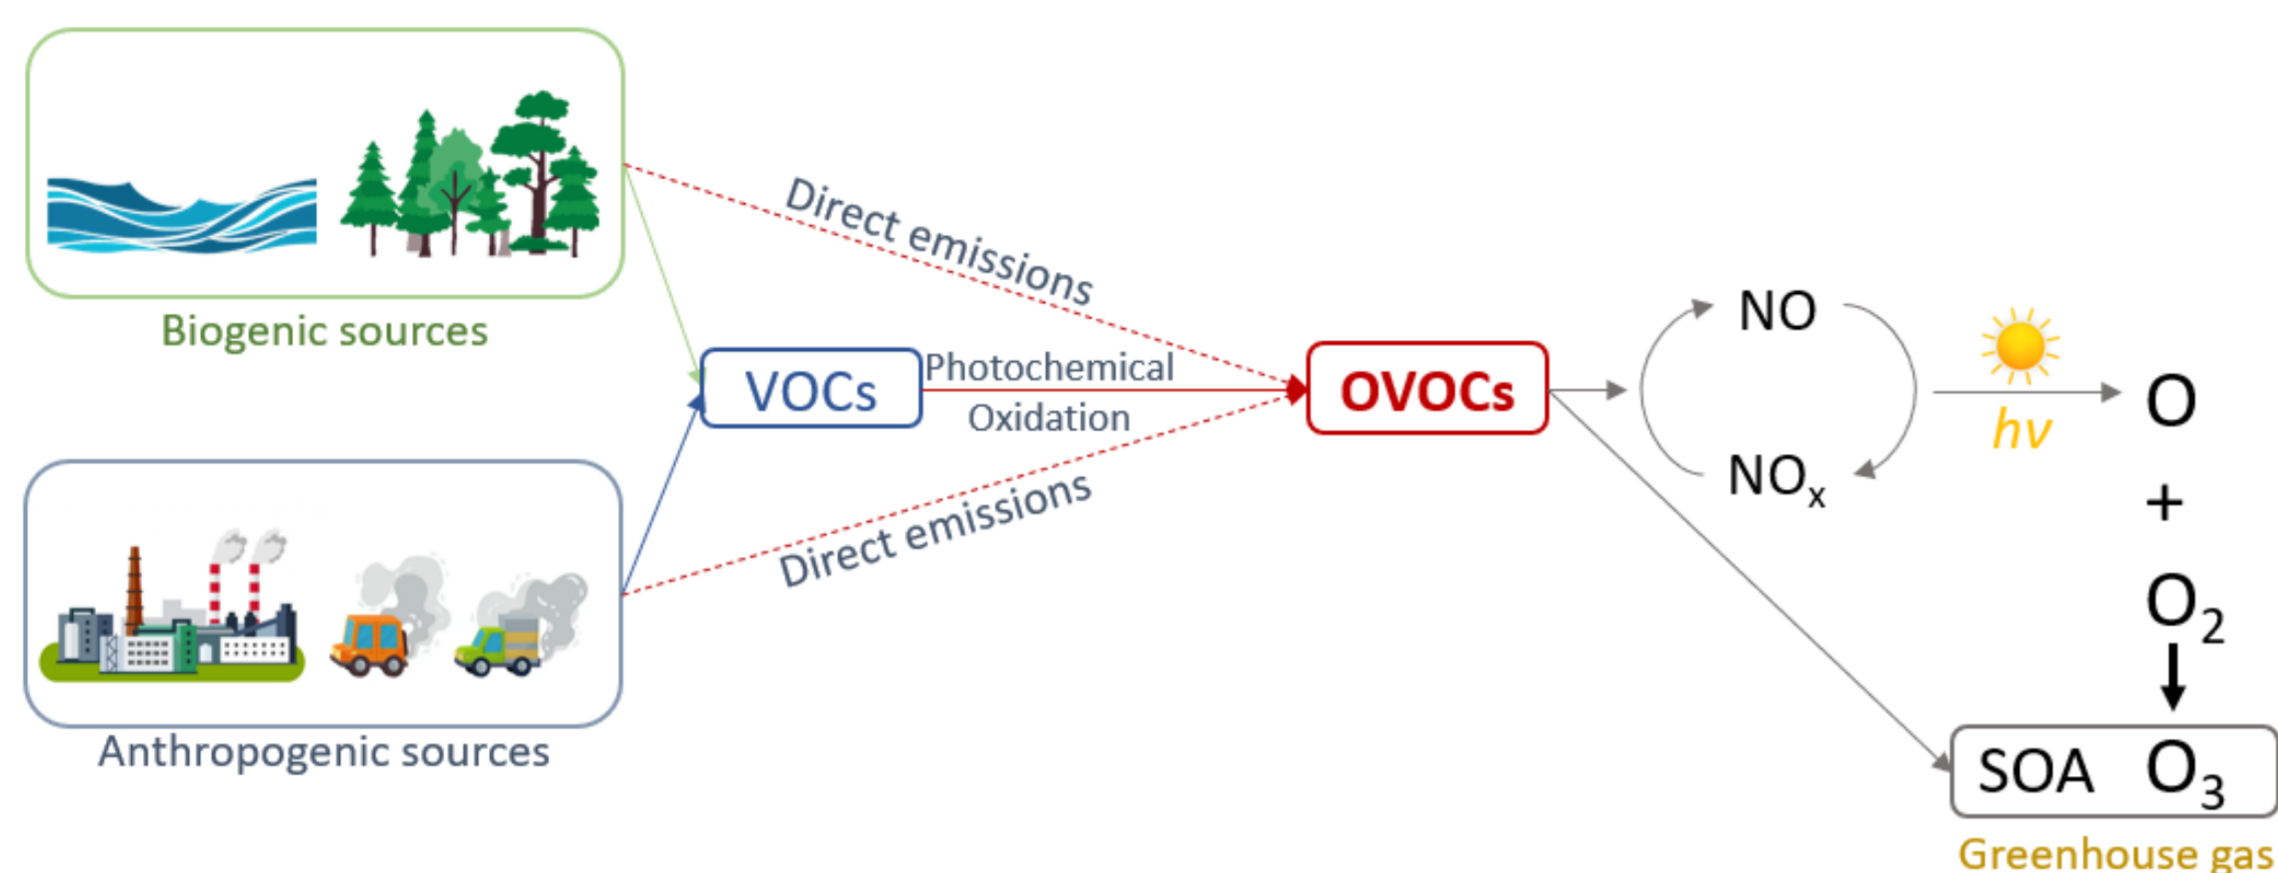 Biogenic sources
Direct emissions
VOCs
Photochemical
Oxidation
OVOCs
Direct emissions
Anthropogenic sources
NO
NOₓ
hν
O
+
O₂
SOA O₃
Greenhouse gas